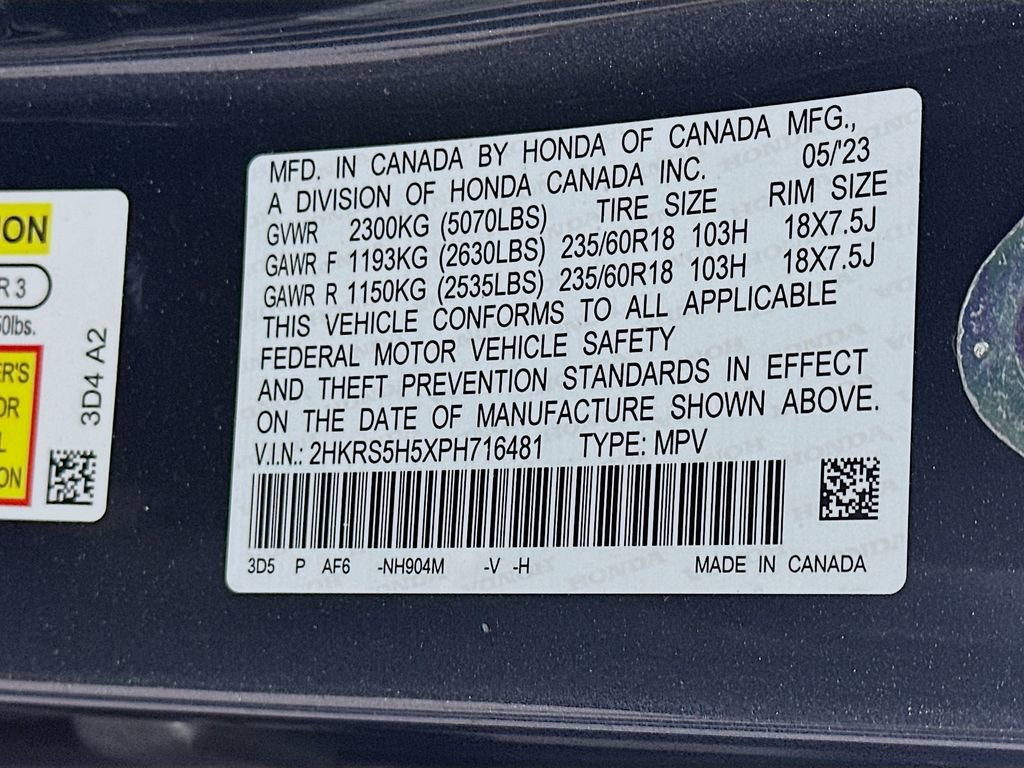 MFD. IN CANADA BY HONDA OF CANADA MFG.,
A DIVISION OF HONDA CANADA INC. 05/'23
GVWR 2300KG (5070LBS) TIRE SIZE RIM SIZE
GAWR F 1193KG (2630LBS) 235/60R18 103H 18X7.5J
GAWR R 1150KG (2535LBS) 235/60R18 103H 18X7.5J
THIS VEHICLE CONFORMS TO ALL APPLICABLE
FEDERAL MOTOR VEHICLE SAFETY
AND THEFT PREVENTION STANDARDS IN EFFECT
ON THE DATE OF MANUFACTURE SHOWN ABOVE.
V.I.N.: 2HKRS5H5XPH716481 TYPE: MPV
3D5 P AF6 -NH904M -V -H MADE IN CANADA
3D4 A2